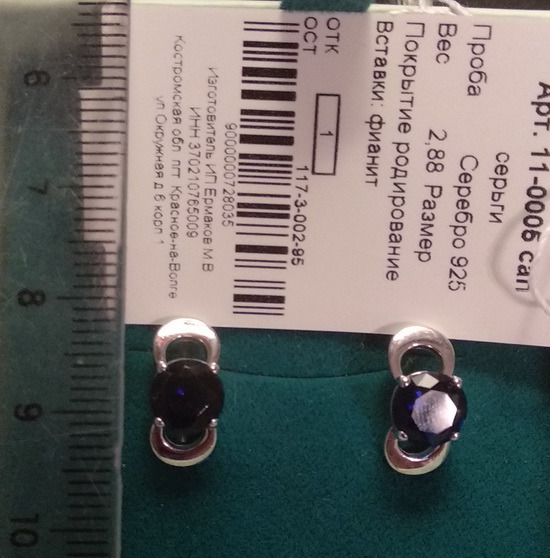 Арт. 11-0006 сап
серьги
Проба Серебро 925
Вес 2,88 Размер
Покрытие родирование
Вставки: фианит
ОТК
ОСТ
1
117-3-002-95
9000000728035
Изготовитель ИП Ермаков М В
ИНН 370210765009
Костромская обл пгт Красное-на-Волге
ул Окружная д 6 корп 1
6
7
8
9
10